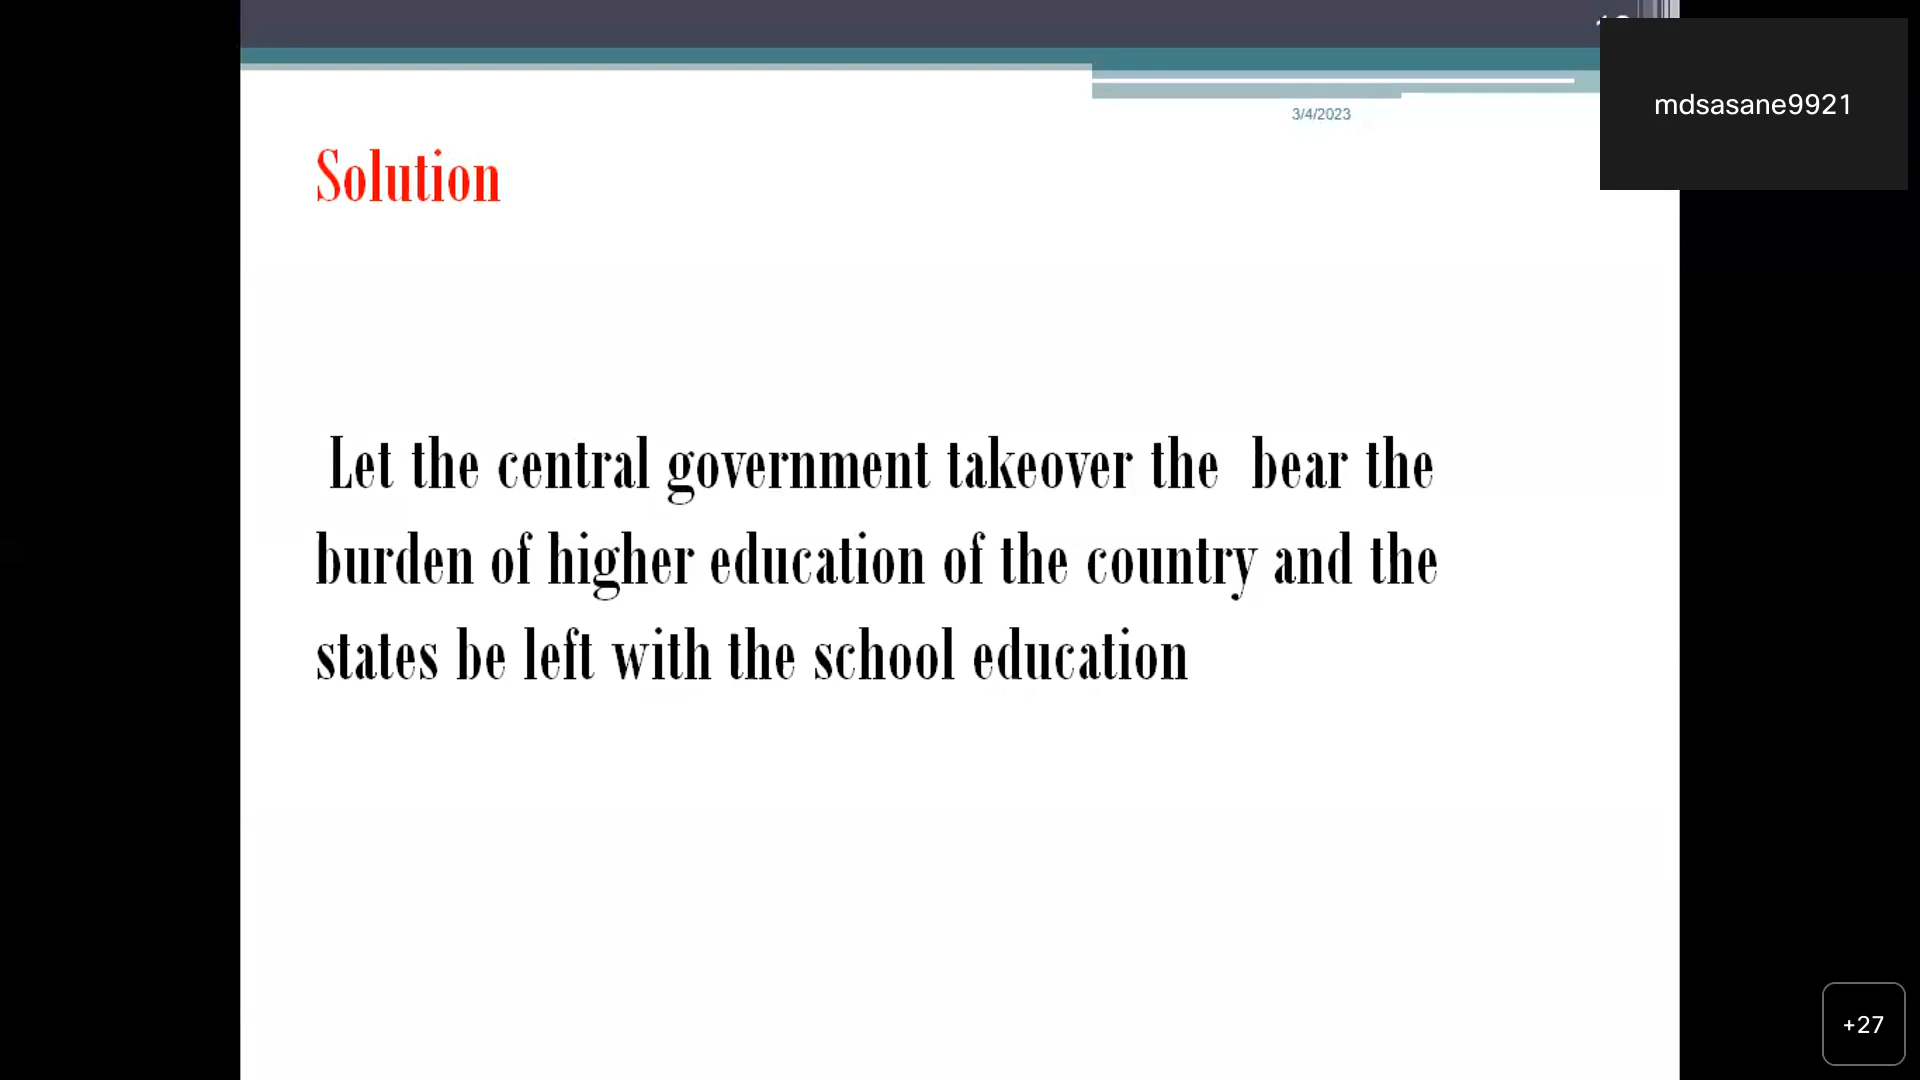 mdsasane9921
3/4/2023
Solution
Let the central government takeover the bear the
burden of higher education of the country and the
states be left with the school education
+27